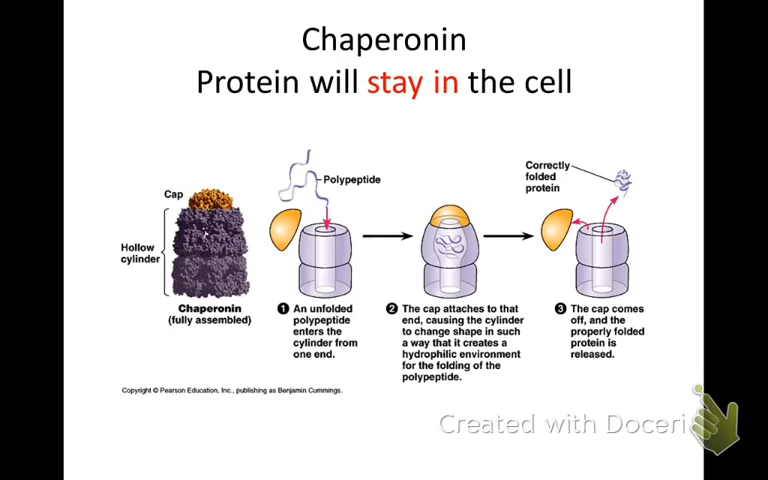 Chaperonin
Protein will stay in the cell
Cap
Hollow
cylinder
Chaperonin
(fully assembled)
Polypeptide
1 An unfolded
polypeptide
enters the
cylinder from
one end.
2 The cap attaches to that
end, causing the cylinder
to change shape in such
a way that it creates a
hydrophilic environment
for the folding of the
polypeptide.
Correctly
folded
protein
3 The cap comes
off, and the
properly folded
protein is
released.
Copyright © Pearson Education, Inc., publishing as Benjamin Cummings.
Created with Doceri